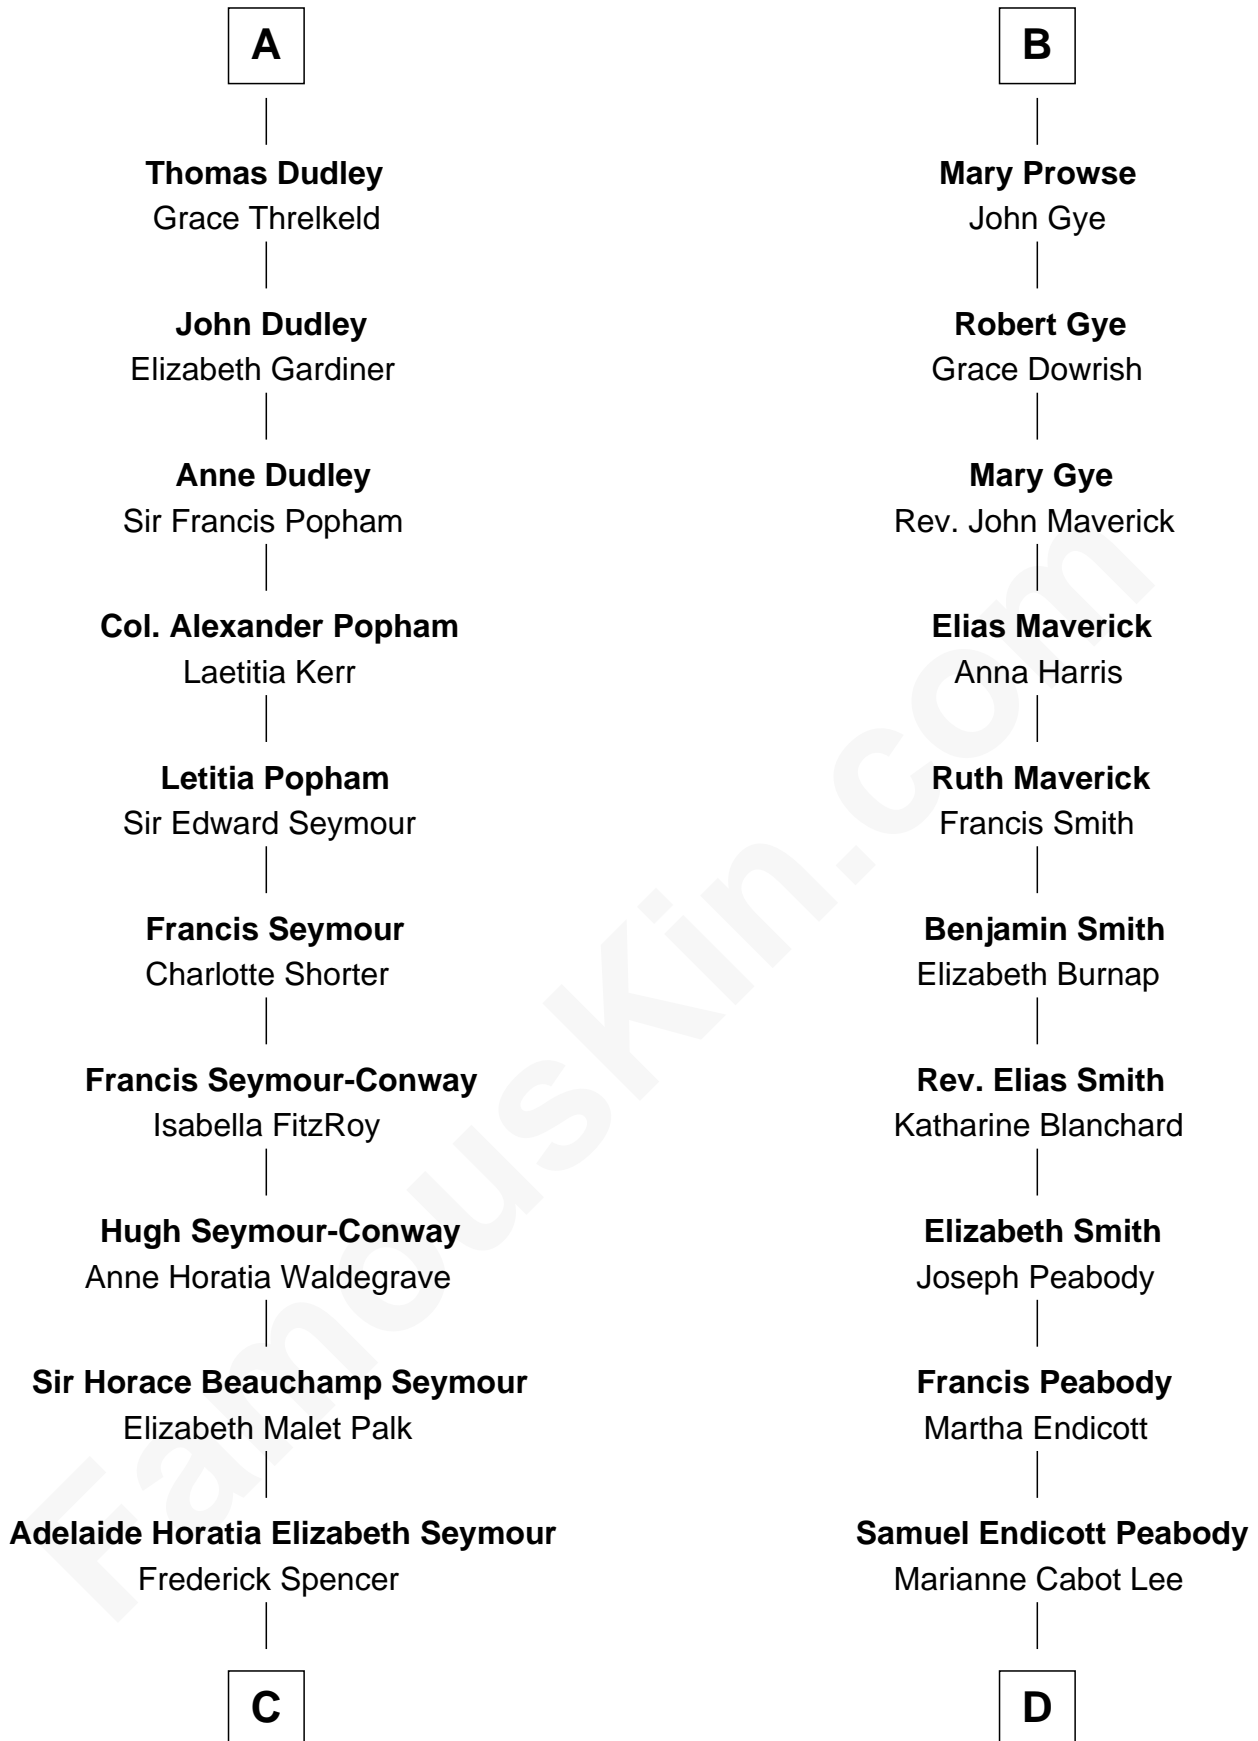 A
Thomas Dudley
Grace Threlkeld
John Dudley
Elizabeth Gardiner
Anne Dudley
Sir Francis Popham
Col. Alexander Popham
Laetitia Kerr
Letitia Popham
Sir Edward Seymour
Francis Seymour
Charlotte Shorter
Francis Seymour-Conway
Isabella FitzRoy
Hugh Seymour-Conway
Anne Horatia Waldegrave
Sir Horace Beauchamp Seymour
Elizabeth Malet Palk
Adelaide Horatia Elizabeth Seymour
Frederick Spencer
C
B
Mary Prowse
John Gye
Robert Gye
Grace Dowrish
Mary Gye
Rev. John Maverick
Elias Maverick
Anna Harris
Ruth Maverick
Francis Smith
Benjamin Smith
Elizabeth Burnap
Rev. Elias Smith
Katharine Blanchard
Elizabeth Smith
Joseph Peabody
Francis Peabody
Martha Endicott
Samuel Endicott Peabody
Marianne Cabot Lee
D
FamousKin.com